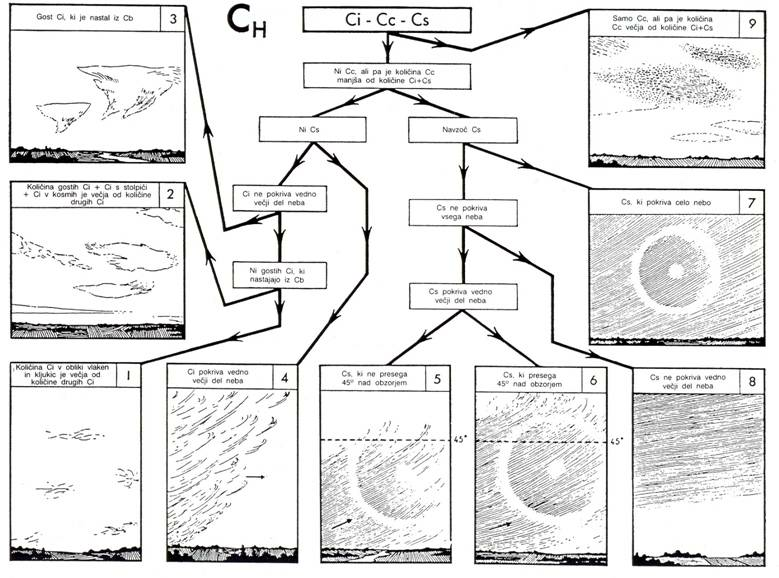 C_H
Ci - Cc - Cs
Ni Cc, ali pa je količina Cc
manjša od količine Ci+Cs
Ni Cs
Navzoč Cs
Ci ne pokriva vedno
večji del neba
Cs ne pokriva
vsega neba
Ni gostih Ci, ki
nastajajo iz Cb
Cs pokriva vedno
večji del neba
Gost Ci, ki je nastal iz Cb
3
Samo Cc, ali pa je količina
Cc večja od količine Ci+Cs
9
Količina gostih Ci + Ci s stolpiči
+ Ci v kosmih je večja od količine
drugih Ci
2
Cs, ki pokriva celo nebo
7
Količina Ci v obliki vlaken
in kljukic je večja od
količine drugih Ci
1
Ci pokriva vedno
večji del neba
4
Cs, ki ne presega
45° nad obzorjem
5
45°
Cs, ki presega
45° nad obzorjem
6
45°
Cs ne pokriva vedno
večji del neba
8